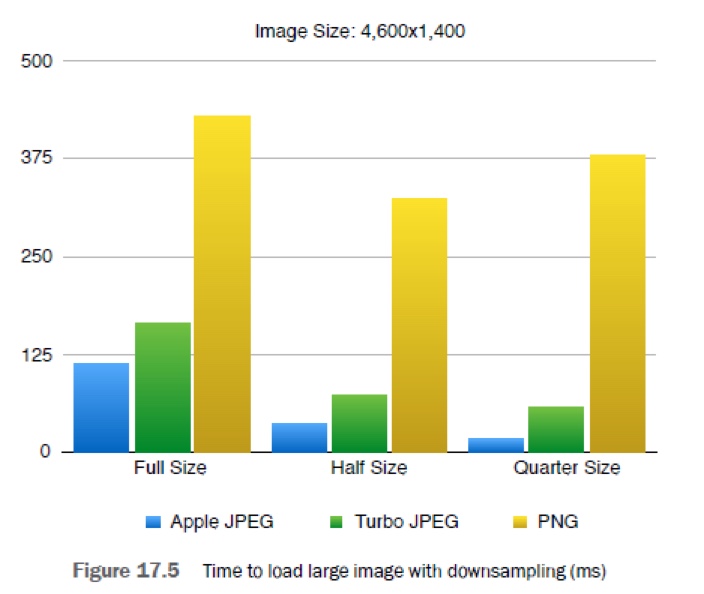 Image Size: 4,600x1,400
500
375
250
125
0
Full Size Half Size Quarter Size
Apple JPEG Turbo JPEG PNG
Figure 17.5 Time to load large image with downsampling (ms)